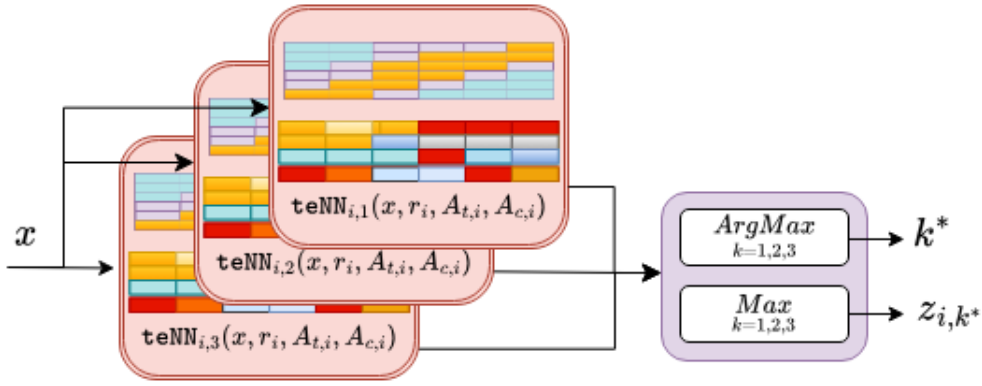 x
teNN_{i,1}(x, r_i, A_{t,i}, A_{c,i})
teNN_{i,2}(x, r_i, A_{t,i}, A_{c,i})
teNN_{i,3}(x, r_i, A_{t,i}, A_{c,i})
ArgMax
k=1,2,3
k^*
Max
k=1,2,3
z_{i,k^*}